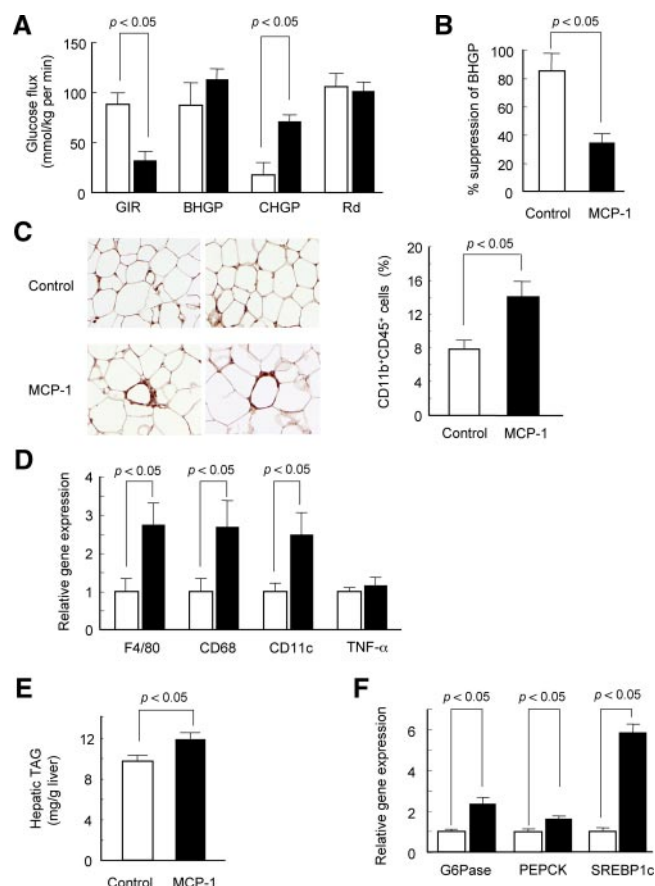 A
p < 0.05
p < 0.05
Glucose flux
(mmol/kg per min)
150
100
50
0
GIR BHGP CHGP Rd
B
p < 0.05
% suppression of BHGP
100
80
60
40
20
0
Control MCP-1
C
Control
MCP-1
p < 0.05
CD11b+CD45+ cells (%)
20
16
12
8
4
0
Control MCP-1
D
p < 0.05 p < 0.05 p < 0.05
Relative gene expression
4
3
2
1
0
F4/80 CD68 CD11c TNF-α
E
p < 0.05
Hepatic TAG
(mg/g liver)
12
8
4
0
Control MCP-1
F
p < 0.05 p < 0.05 p < 0.05
Relative gene expression
6
4
2
0
G6Pase PEPCK SREBP1c